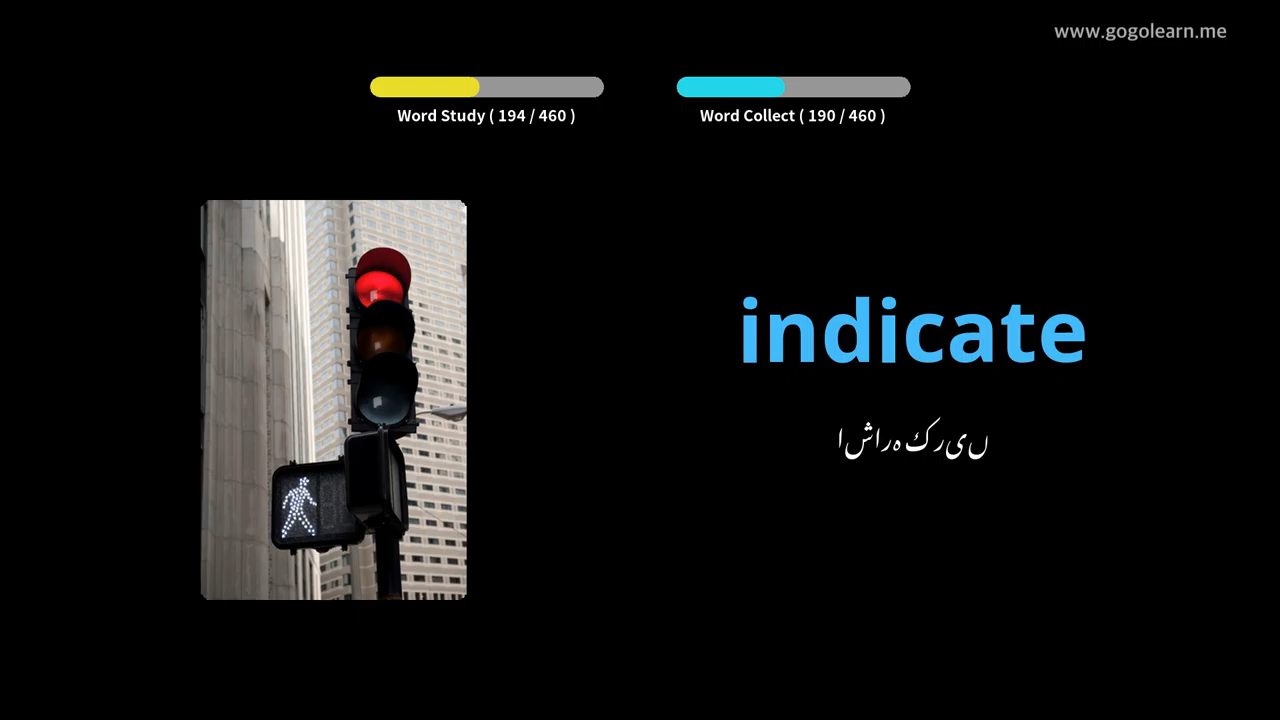 www.gogolearn.me
Word Study ( 194 / 460 )
Word Collect ( 190 / 460 )
indicate
اشارہ کریں